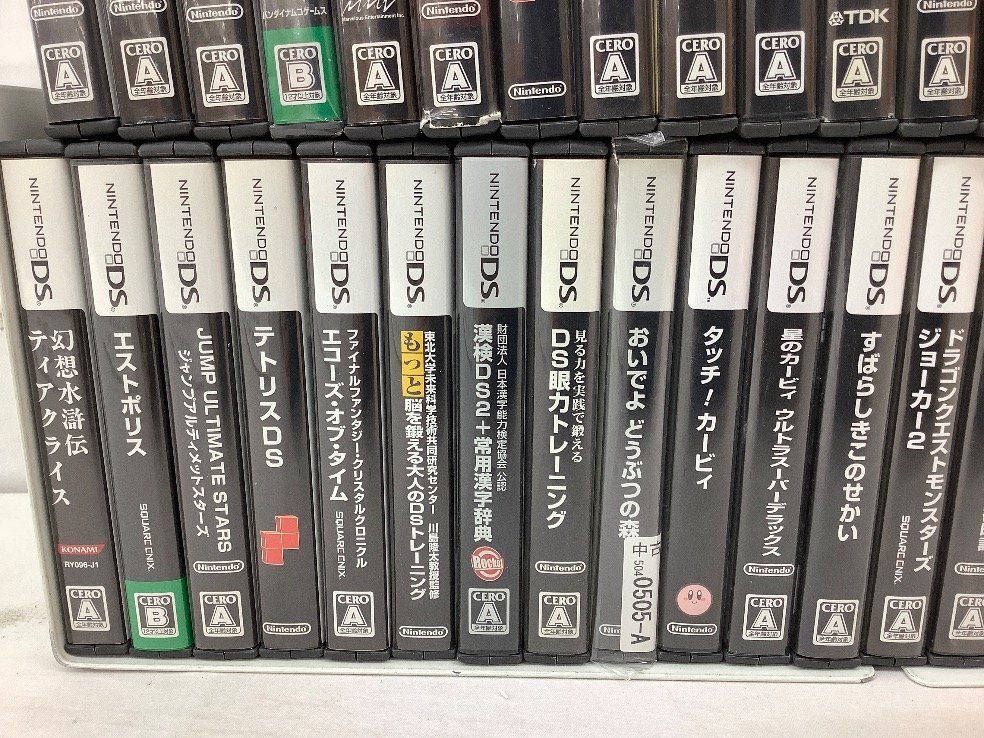 Nintendo
CERO
A
全年齢対象
CERO
A
全年齢対象
Nintendo
CERO
A
全年齢対象
バンダイナムコゲームス
CERO
B
12才以上対象
Marvelous Entertainment Inc.
CERO
A
全年齢対象
Nintendo
CERO
A
全年齢対象
Nintendo
CERO
A
全年齢対象
CERO
A
全年齢対象
CERO
A
全年齢対象
TDK
CERO
A
全年齢対象
Nintendo
CERO
A
全年齢対象
NINTENDO DS
幻想水滸伝
ティアクライス
KONAMI
RY096-J1
CERO
A
全年齢対象
NINTENDO DS
エストポリス
SQUARE ENIX
CERO
B
12才以上対象
NINTENDO DS
JUMP ULTIMATE STARS
ジャンプアルティメットスターズ
Nintendo
CERO
A
全年齢対象
NINTENDO DS
テトリスDS
Nintendo
NINTENDO DS
ファイナルファンタジー・クリスタルクロニクル
エコーズ・オブ・タイム
SQUARE ENIX
CERO
A
全年齢対象
NINTENDO DS
東北大学未来科学技術共同研究センター 川島隆太教授監修
もっと脳を鍛える大人のDSトレーニング
Nintendo
NINTENDO DS
財団法人 日本漢字能力検定協会 公認
漢検DS2+常用漢字辞典
Rocket
CERO
A
全年齢対象
NINTENDO DS
見る力を実践で鍛える
DS眼力トレーニング
Nintendo
CERO
A
全年齢対象
NINTENDO DS
おいでよ どうぶつの森
中古
504
0505-A
NINTENDO DS
タッチ!カービィ
Nintendo
NINTENDO DS
星のカービィ ウルトラスーパーデラックス
Nintendo
CERO
A
全年齢対象
NINTENDO DS
すばらしきこのせかい
CERO
A
全年齢対象
NINTENDO DS
ドラゴンクエストモンスターズ
ジョーカー2
SQUARE ENIX
CERO
A
全年齢対象